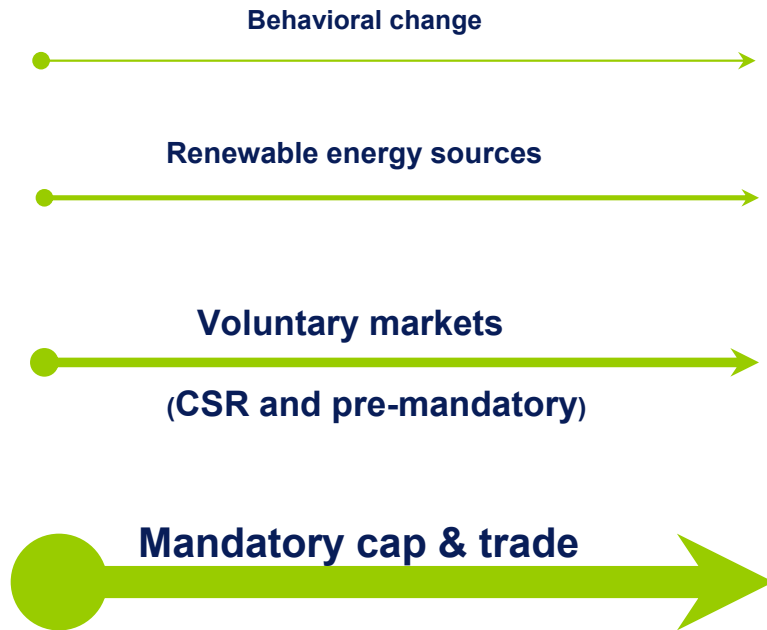 Behavioral change
Renewable energy sources
Voluntary markets
(CSR and pre-mandatory)
Mandatory cap & trade